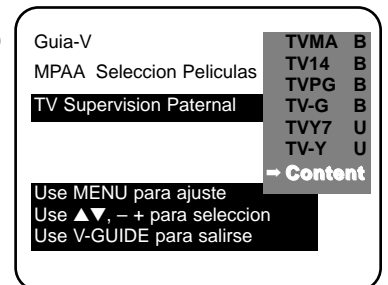 Guia-V
MPAA Seleccion Peliculas
TV Supervision Paternal
TVMA B
TV14 B
TVPG B
TV-G B
TVY7 U
TV-Y U
➡ Content
Use MENU para ajuste
Use ▲▼, – + para seleccion
Use V-GUIDE para salirse